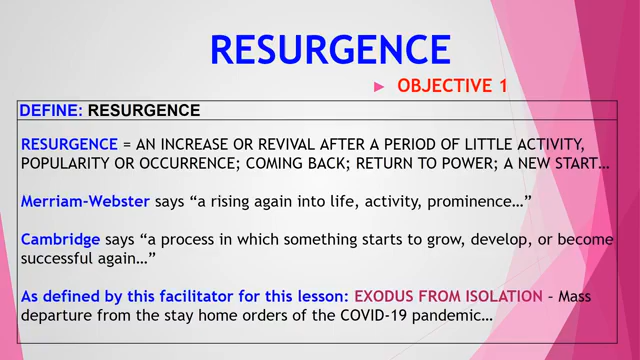 RESURGENCE
► OBJECTIVE 1
DEFINE: RESURGENCE
RESURGENCE = AN INCREASE OR REVIVAL AFTER A PERIOD OF LITTLE ACTIVITY,
POPULARITY OR OCCURRENCE; COMING BACK; RETURN TO POWER; A NEW START…
Merriam-Webster says “a rising again into life, activity, prominence…”
Cambridge says “a process in which something starts to grow, develop, or become
successful again…”
As defined by this facilitator for this lesson: EXODUS FROM ISOLATION – Mass
departure from the stay home orders of the COVID-19 pandemic…